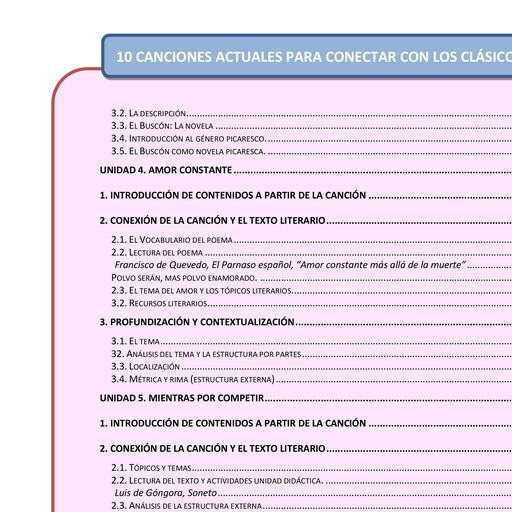 10 CANCIONES ACTUALES PARA CONECTAR CON LOS CLÁSICO
3.2. LA DESCRIPCIÓN
3.3. EL BUSCÓN: LA NOVELA
3.4. INTRODUCCIÓN AL GÉNERO PICARESCO.
3.5. EL BUSCÓN COMO NOVELA PICARESCA.
UNIDAD 4. AMOR CONSTANTE
1. INTRODUCCIÓN DE CONTENIDOS A PARTIR DE LA CANCIÓN
2. CONEXIÓN DE LA CANCIÓN Y EL TEXTO LITERARIO
2.1. EL VOCABULARIO DEL POEMA
2.2. LECTURA DEL POEMA
Francisco de Quevedo, El Parnaso español, “Amor constante más allá de la muerte”
POLVO SERÁN, MAS POLVO ENAMORADO.
2.3. EL TEMA DEL AMOR Y LOS TÓPICOS LITERARIOS
3.2. RECURSOS LITERARIOS
3. PROFUNDIZACIÓN Y CONTEXTUALIZACIÓN
3.1. EL TEMA
32. ANÁLISIS DEL TEMA Y LA ESTRUCTURA POR PARTES
3.3. LOCALIZACIÓN
3.4. MÉTRICA Y RIMA (ESTRUCTURA EXTERNA)
UNIDAD 5. MIENTRAS POR COMPETIR
1. INTRODUCCIÓN DE CONTENIDOS A PARTIR DE LA CANCIÓN
2. CONEXIÓN DE LA CANCIÓN Y EL TEXTO LITERARIO
2.1. TÓPICOS Y TEMAS
2.2. LECTURA DEL TEXTO Y ACTIVIDADES UNIDAD DIDÁCTICA.
Luis de Góngora, Soneto
2.3. ANÁLISIS DE LA ESTRUCTURA EXTERNA